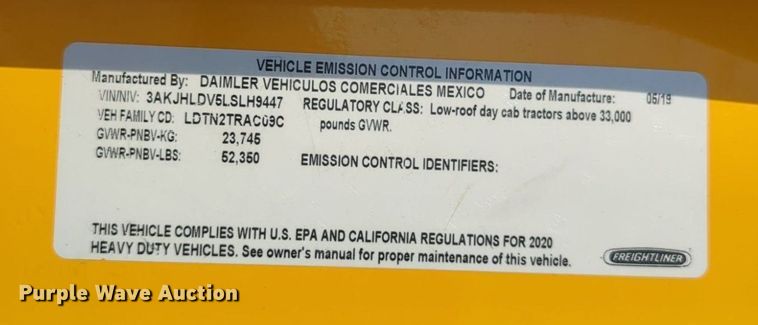 VEHICLE EMISSION CONTROL INFORMATION
Manufactured By: DAIMLER VEHICULOS COMERCIALES MEXICO Date of Manufacture: 05/19
VIN/NIV: 3AKJHLDV5LSLH9447 REGULATORY CLASS: Low-roof day cab tractors above 33,000
VEH FAMILY CD: LDTN2TRAC09C pounds GVWR.
GVWR-PNBV-KG: 23,745
GVWR-PNBV-LBS: 52,350 EMISSION CONTROL IDENTIFIERS:
THIS VEHICLE COMPLIES WITH U.S. EPA AND CALIFORNIA REGULATIONS FOR 2020
HEAVY DUTY VEHICLES. See owner's manual for proper maintenance of this vehicle.
FREIGHTLINER
Purple Wave Auction